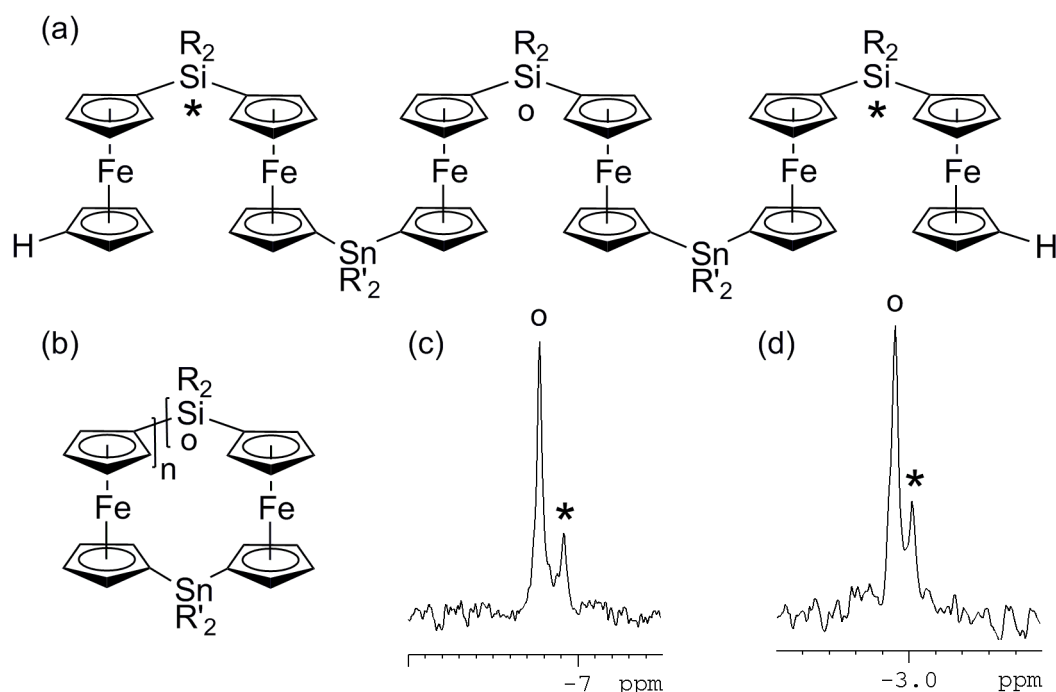 (a)
R2 R2 R2
Si Si Si
* o *
Fe Fe Fe Fe Fe Fe
H Sn Sn H
R'2 R'2
(b)
R2
Si
o
n
Fe Fe
Sn
R'2
(c)
o
*
-7 ppm
(d)
o
*
-3.0 ppm